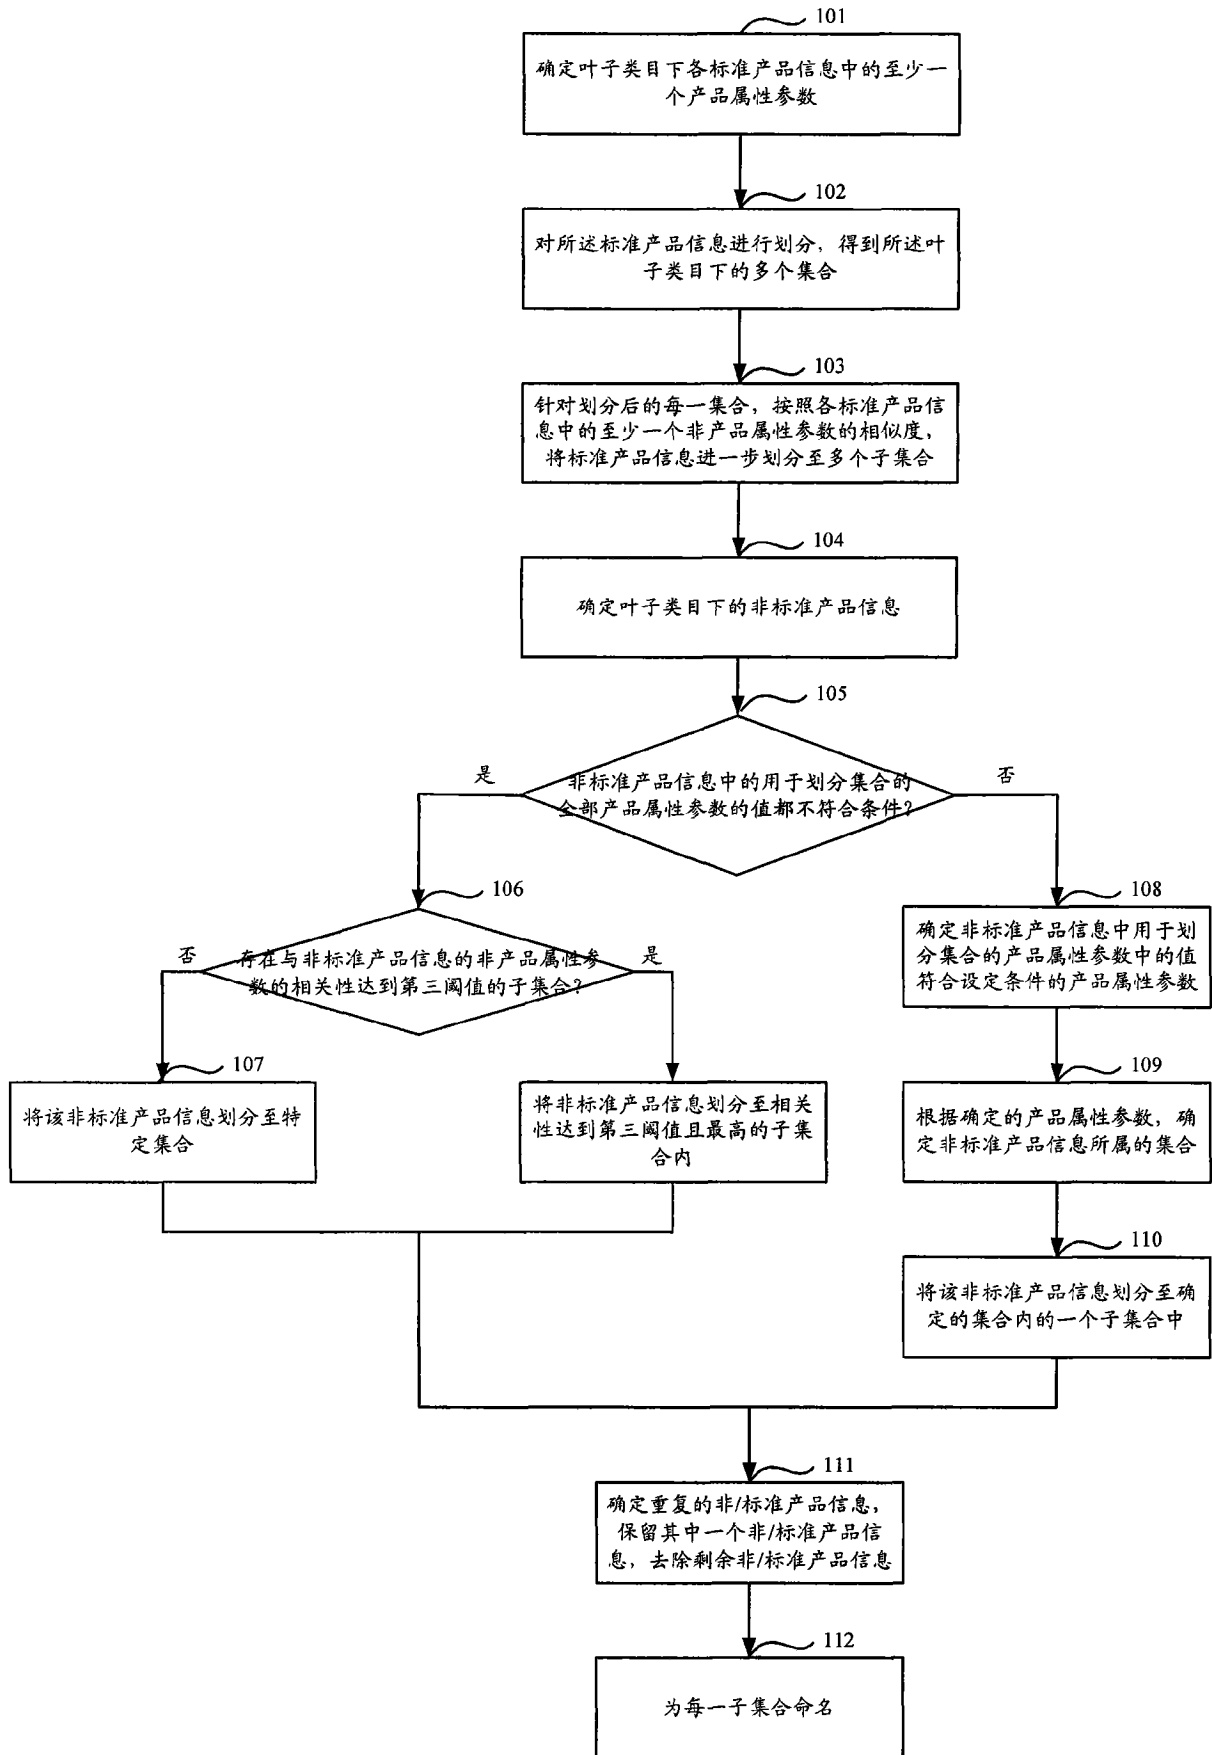 101
确定叶子类目下各标准产品信息中的至少一
个产品属性参数
102
对所述标准产品信息进行划分，得到所述叶
子类目下的多个集合
103
针对划分后的每一集合，按照各标准产品信
息中的至少一个非产品属性参数的相似度，
将标准产品信息进一步划分至多个子集合
104
确定叶子类目下的非标准产品信息
105
非标准产品信息中的用于划分集合的
全部产品属性参数的值都不符合条件？
是
否
106
存在与非标准产品信息的非产品属性参
数的相关性达到第三阈值的子集合？
否
是
107
将该非标准产品信息划分至特
定集合
将非标准产品信息划分至相关
性达到第三阈值且最高的子集
合内
108
确定非标准产品信息中用于划
分集合的产品属性参数中的值
符合设定条件的产品属性参数
109
根据确定的产品属性参数，确
定非标准产品信息所属的集合
110
将该非标准产品信息划分至确
定的集合内的一个子集合中
111
确定重复的非/标准产品信息，
保留其中一个非/标准产品信
息，去除剩余非/标准产品信息
112
为每一子集合命名